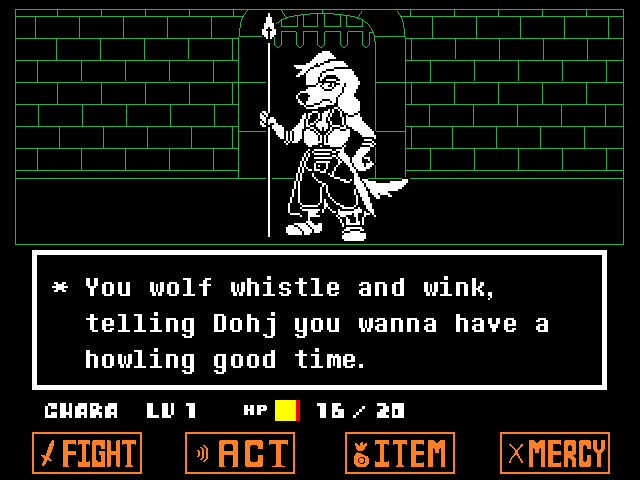 * You wolf whistle and wink,
telling Dohj you wanna have a
howling good time.
CHARA LV 1 HP 16 / 20
FIGHT ACT ITEM MERCY